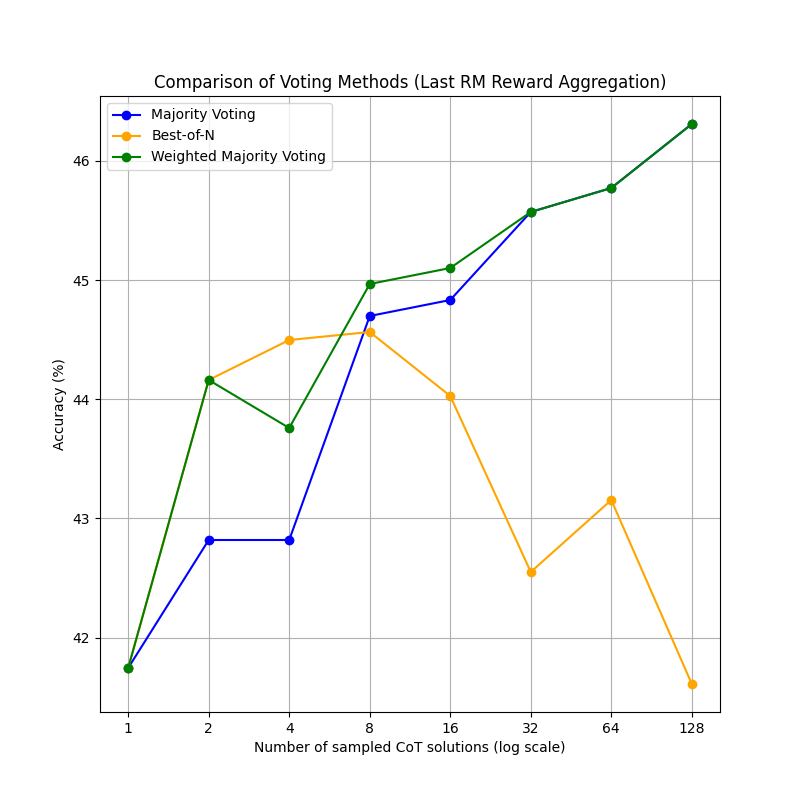 Comparison of Voting Methods (Last RM Reward Aggregation)
Majority Voting
Best-of-N
Weighted Majority Voting
46
45
44
43
42
Accuracy (%)
1 2 4 8 16 32 64 128
Number of sampled CoT solutions (log scale)